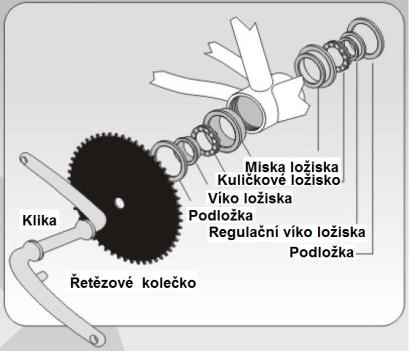 Miska ložiska
Kuličkové ložisko
Víko ložiska
Podložka
Klika
Regulační víko ložiska
Podložka
Řetězové kolečko